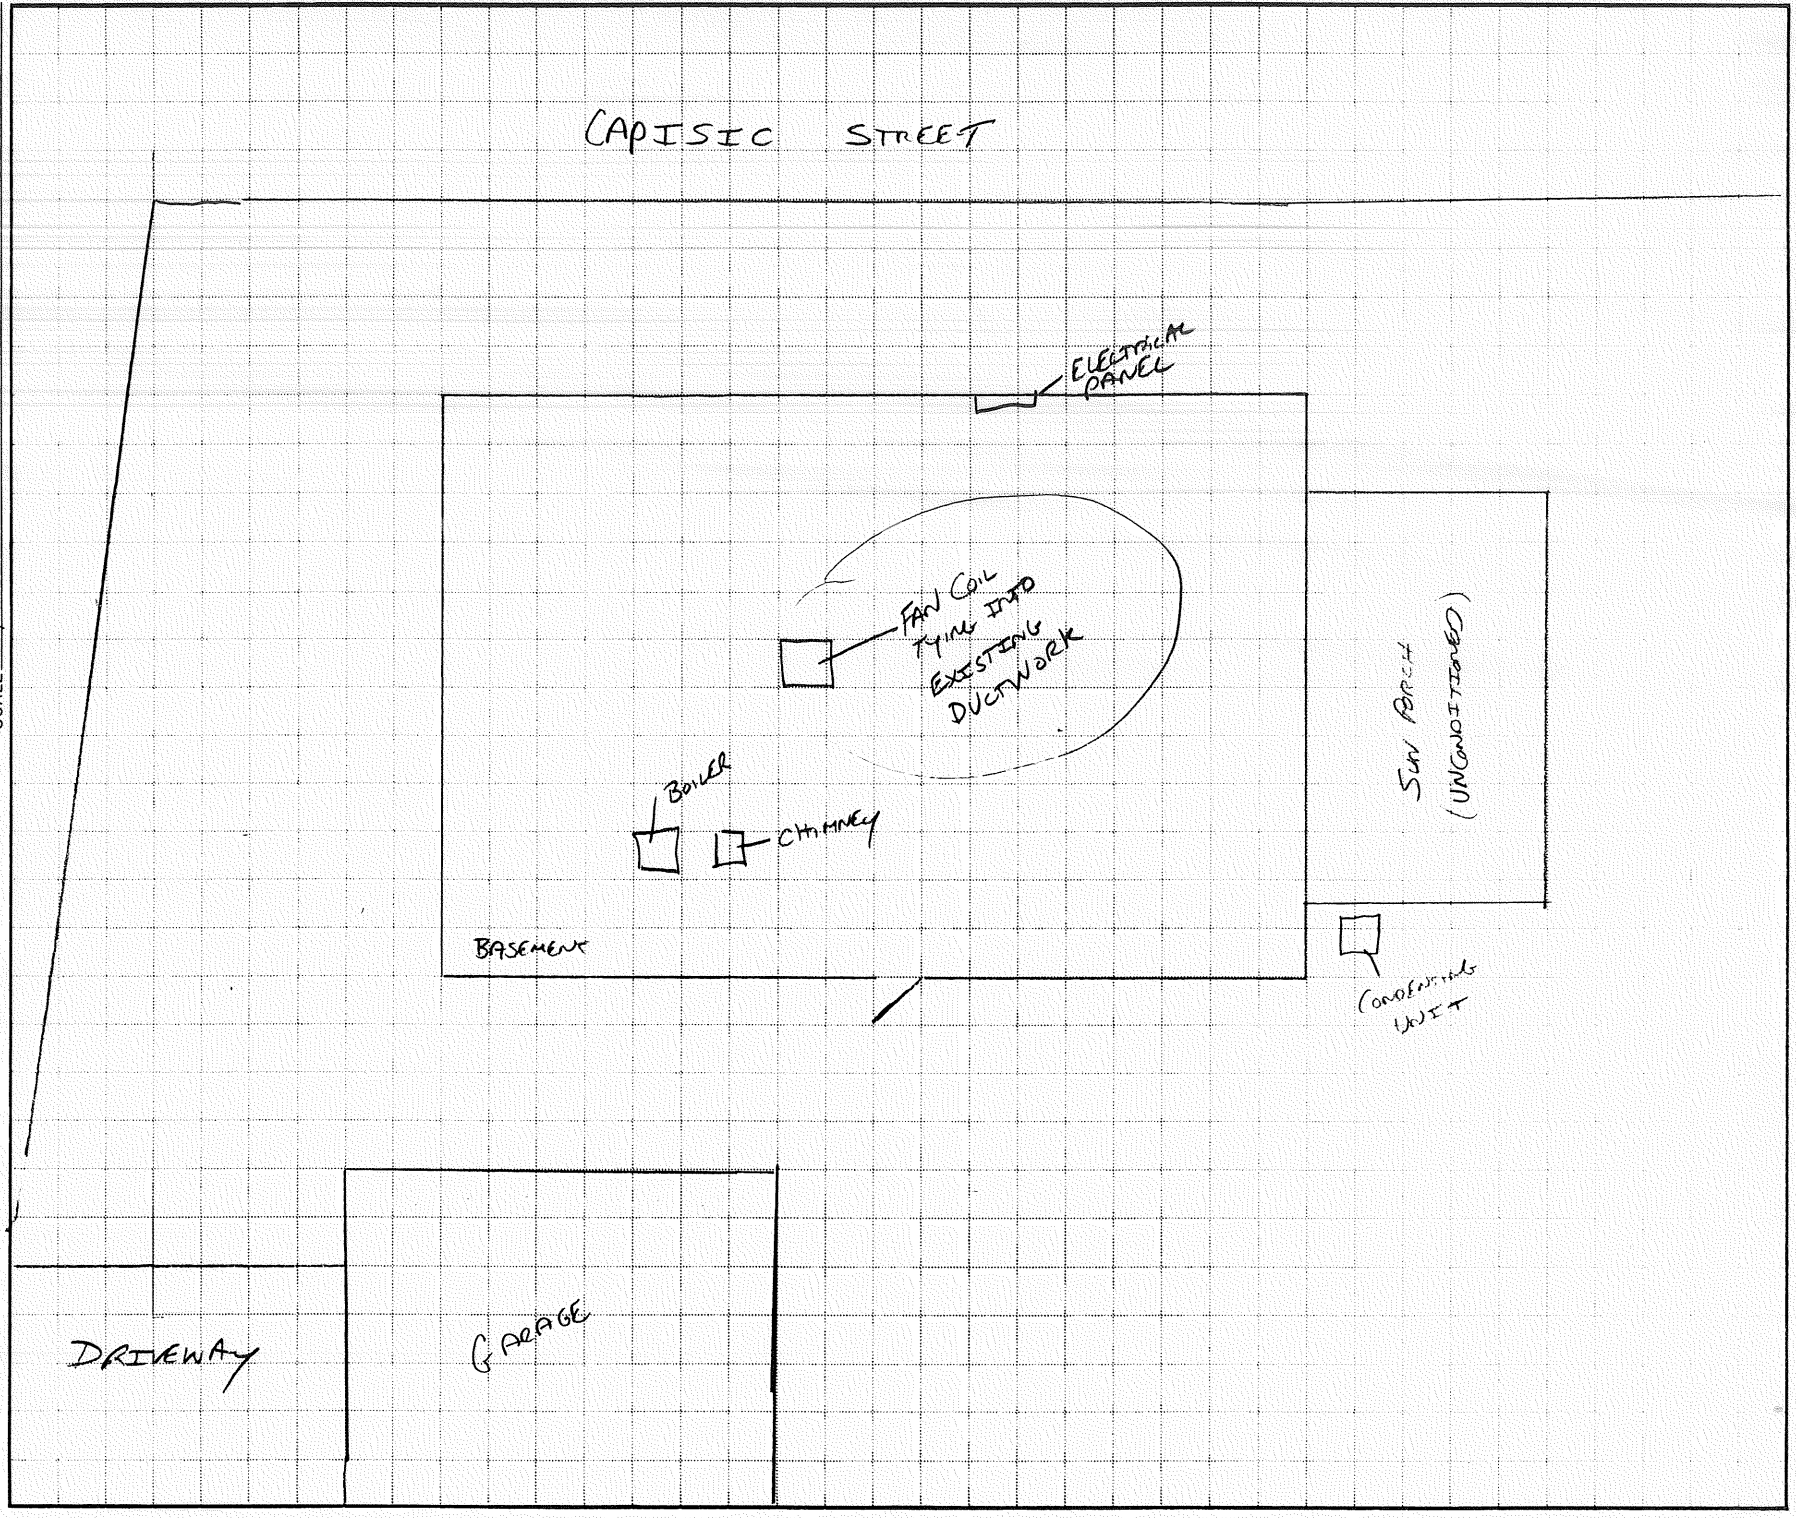 CAPISIC STREET
ELECTRICAL
PANEL
FAN COIL
TYING INTO
EXISTING
DUCTWORK
SUN PORCH
(UNCONDITIONED)
BOILER
CHIMNEY
BASEMENT
CONDENSING
UNIT
GARAGE
DRIVEWAY